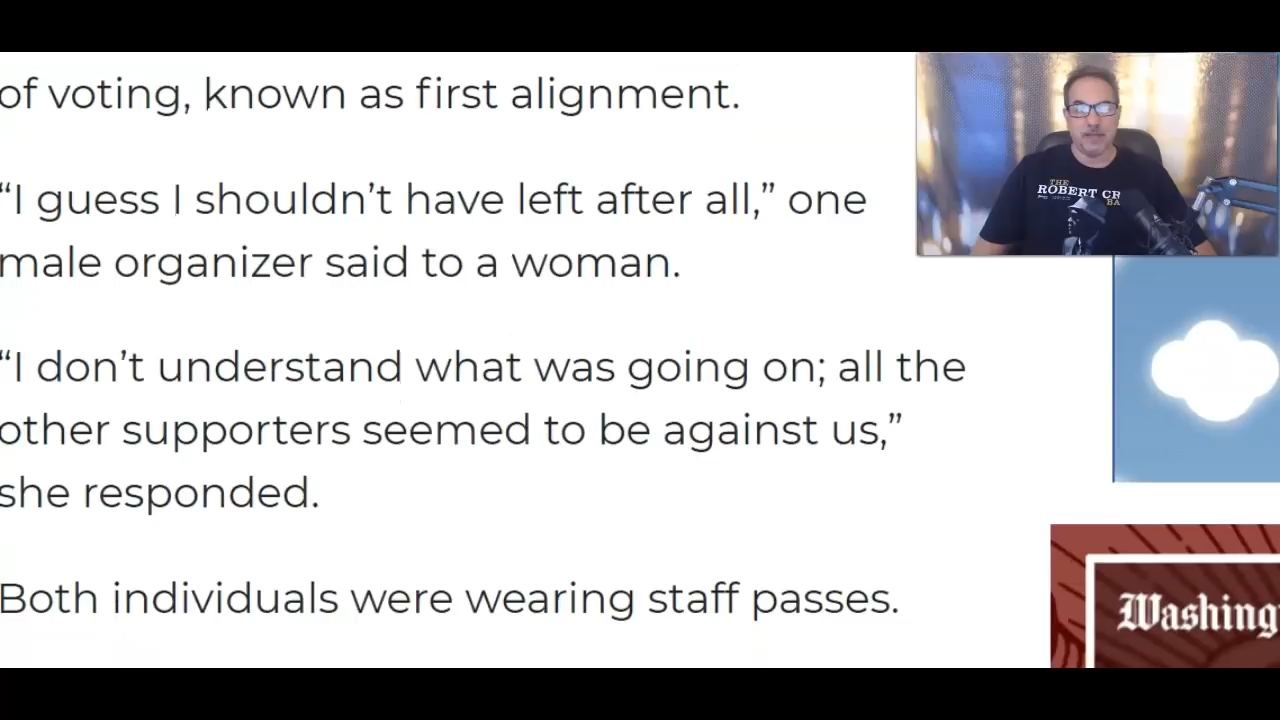 of voting, known as first alignment.
“I guess I shouldn’t have left after all,” one
male organizer said to a woman.
“I don’t understand what was going on; all the
other supporters seemed to be against us,”
she responded.
Both individuals were wearing staff passes.
THE
ROBERT CR
BA
Washing